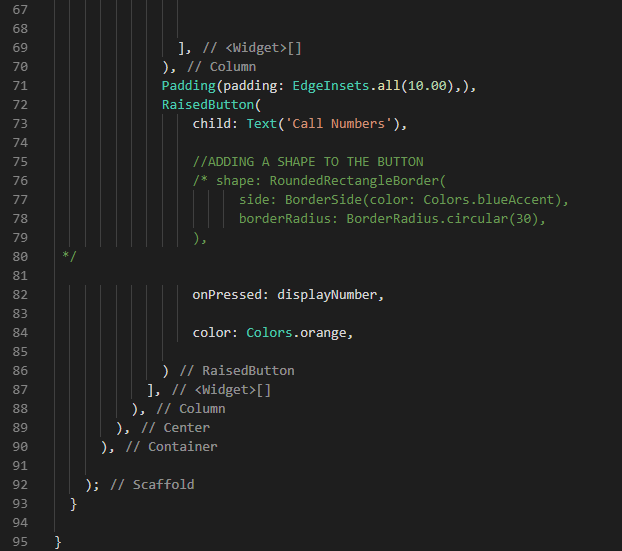 67
68
69 ], // <Widget>[]
70 ), // Column
71 Padding(padding: EdgeInsets.all(10.00),),
72 RaisedButton(
73 child: Text('Call Numbers'),
74
75 //ADDING A SHAPE TO THE BUTTON
76 /* shape: RoundedRectangleBorder(
77 side: BorderSide(color: Colors.blueAccent),
78 borderRadius: BorderRadius.circular(30),
79 ),
80 */
81
82 onPressed: displayNumber,
83
84 color: Colors.orange,
85
86 ) // RaisedButton
87 ], // <Widget>[]
88 ), // Column
89 ), // Center
90 ), // Container
91
92 ); // Scaffold
93 }
94
95 }